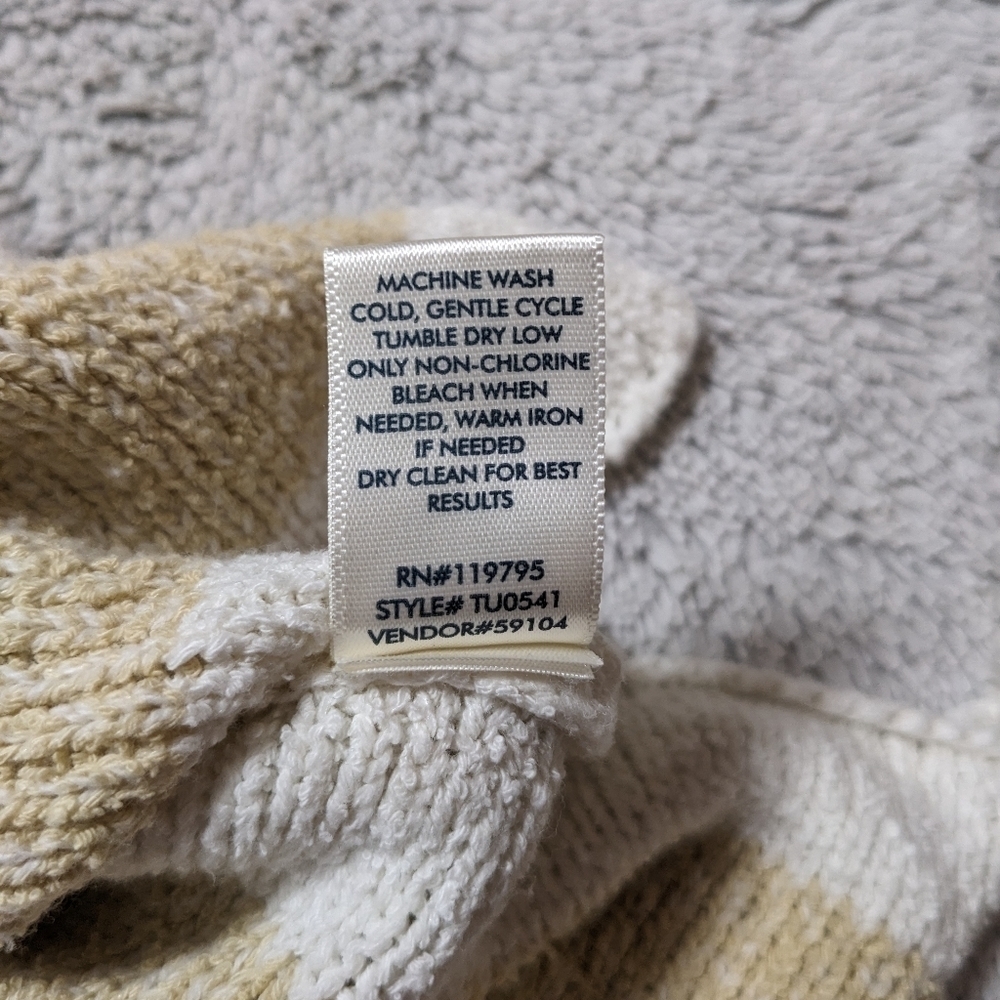 MACHINE WASH
COLD, GENTLE CYCLE
TUMBLE DRY LOW
ONLY NON-CHLORINE
BLEACH WHEN
NEEDED, WARM IRON
IF NEEDED
DRY CLEAN FOR BEST
RESULTS
RN#119795
STYLE# TU0541
VENDOR#59104